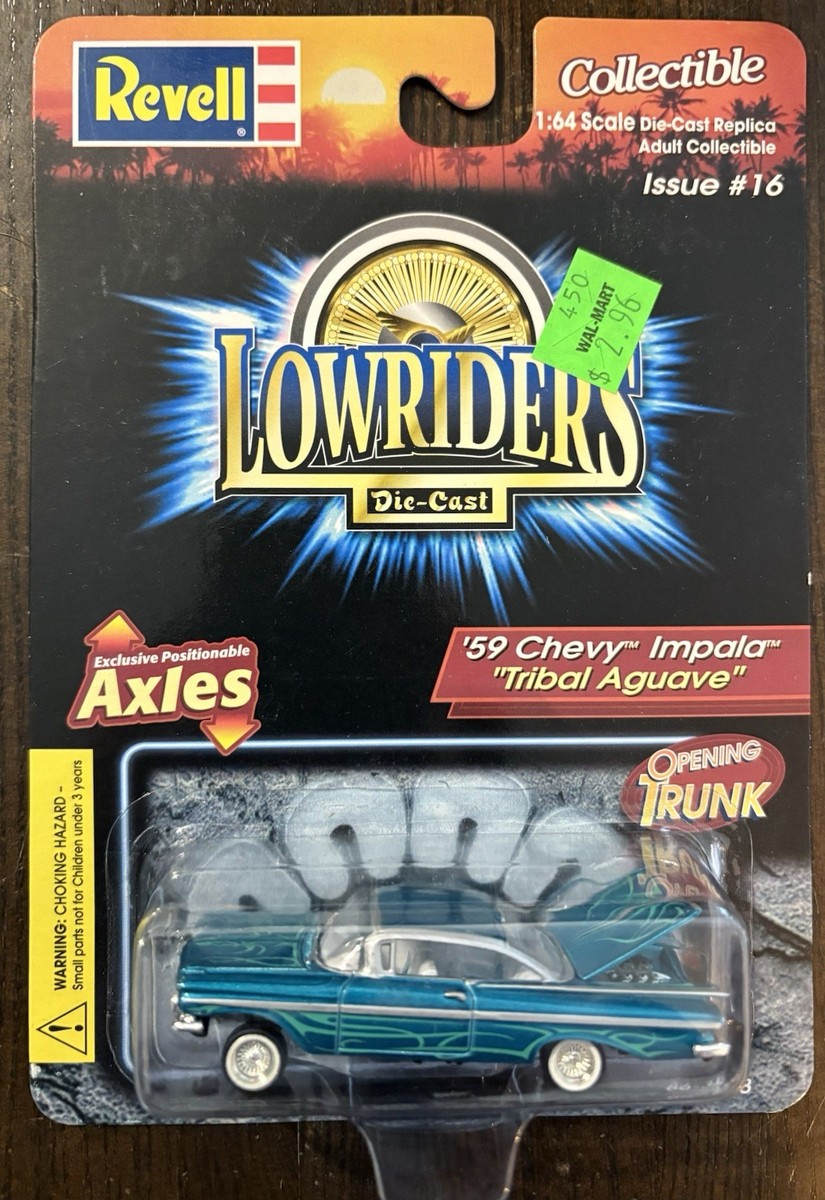 Revell
®
Collectible
1:64 Scale Die-Cast Replica
Adult Collectible
Issue #16
450
WAL-MART
$ 2.96
LOWRIDERS
Die-Cast
Exclusive Positionable
Axles
'59 Chevy™ Impala™
"Tribal Aguave"
OPENING
TRUNK
WARNING: CHOKING HAZARD –
Small parts not for Children under 3 years